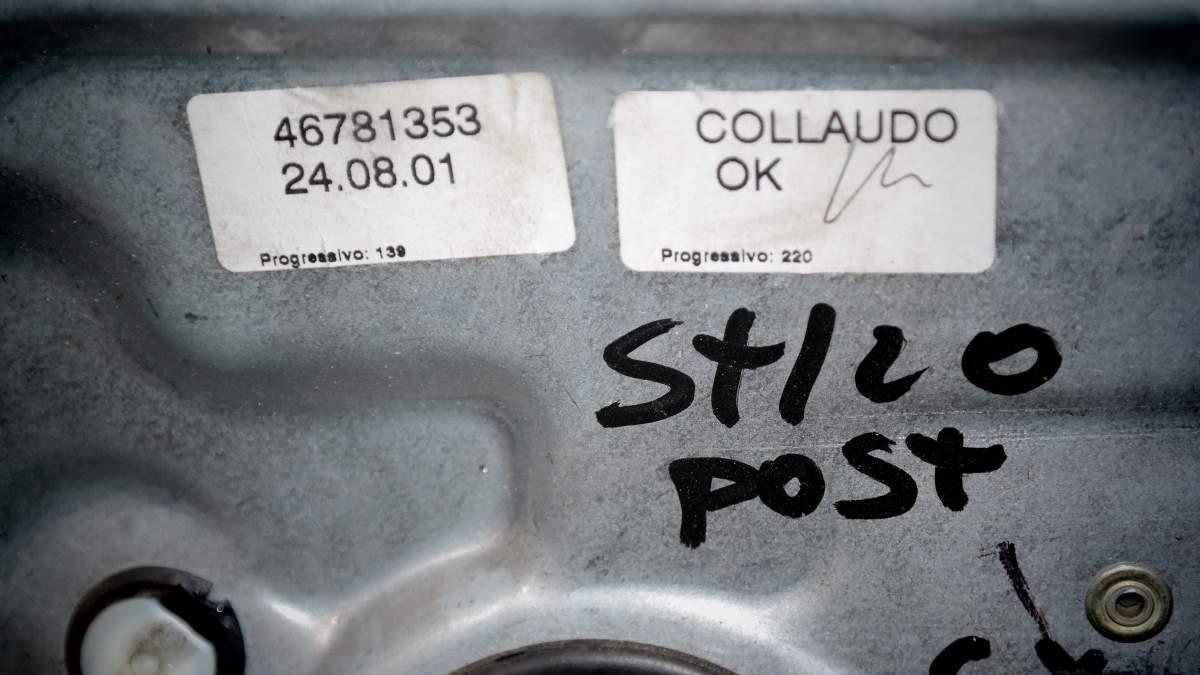 46781353
24.08.01
Progressivo: 139
COLLAUDO
OK
Progressivo: 220
Stilo
post